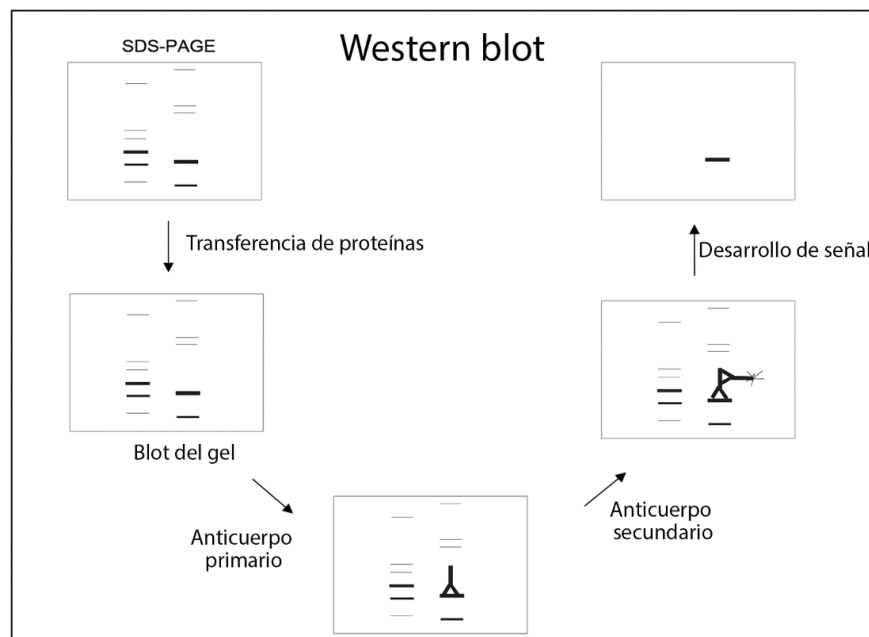 Western blot
SDS-PAGE
Transferencia de proteínas
Blot del gel
Anticuerpo
primario
Anticuerpo
secundario
Desarrollo de señal